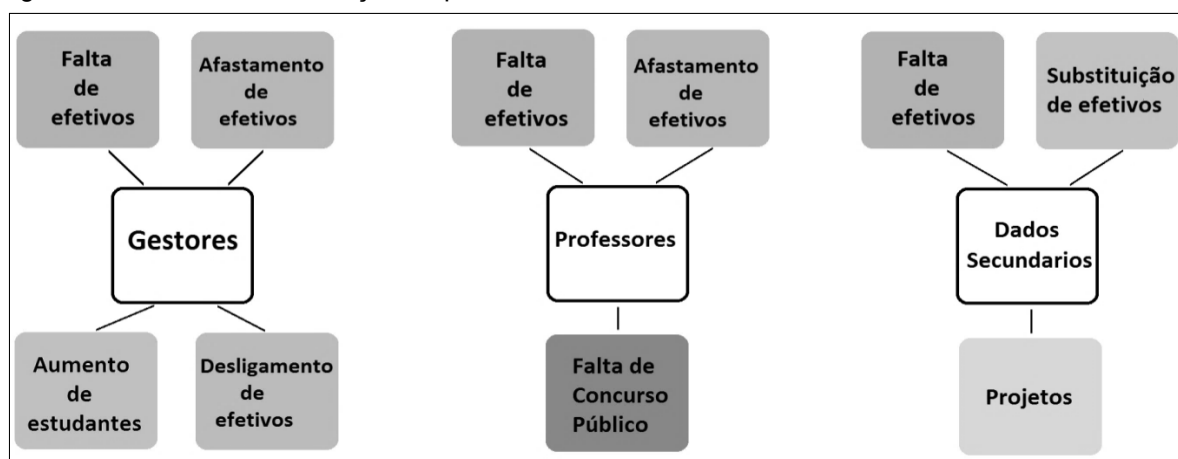 Falta
de
efetivos
Afastamento
de
efetivos
Gestores
Aumento
de
estudantes
Desligamento
de
efetivos
Falta
de
efetivos
Afastamento
de
efetivos
Professores
Falta de
Concurso
Público
Falta
de
efetivos
Substituição
de efetivos
Dados
Secundarios
Projetos